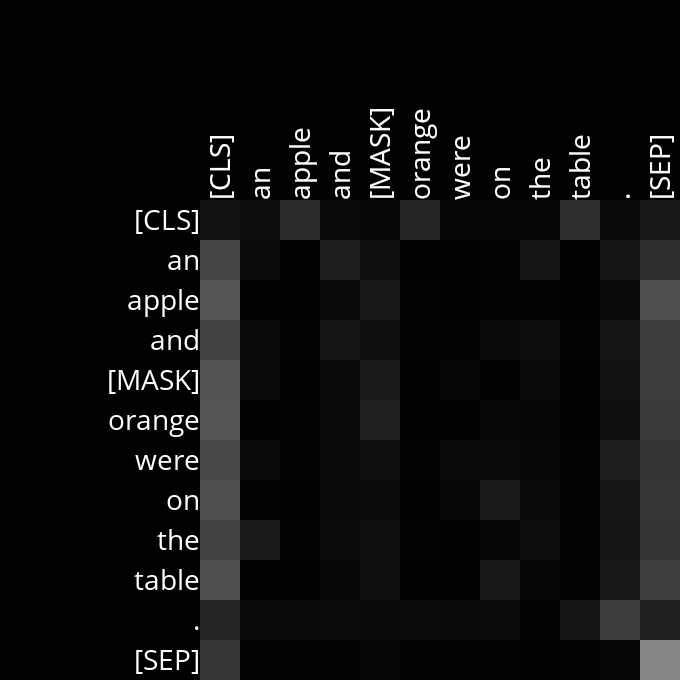 [CLS] an apple and [MASK] orange were on the table . [SEP]
[CLS]
an
apple
and
[MASK]
orange
were
on
the
table
.
[SEP]